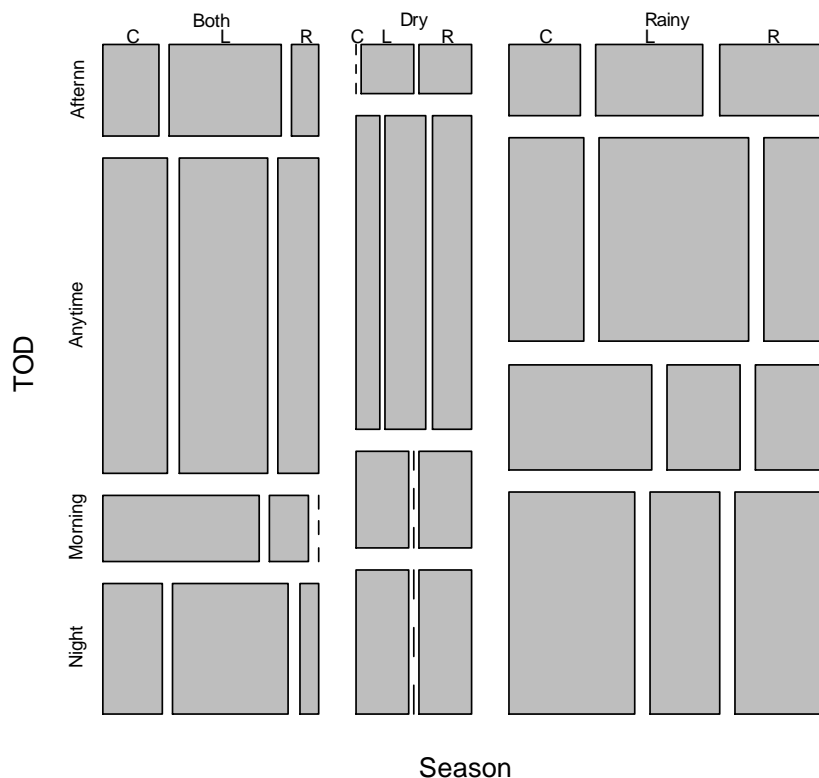 Both Dry Rainy
C L R C L R C L R
Afternn
Anytime
TOD
Morning
Night
Season